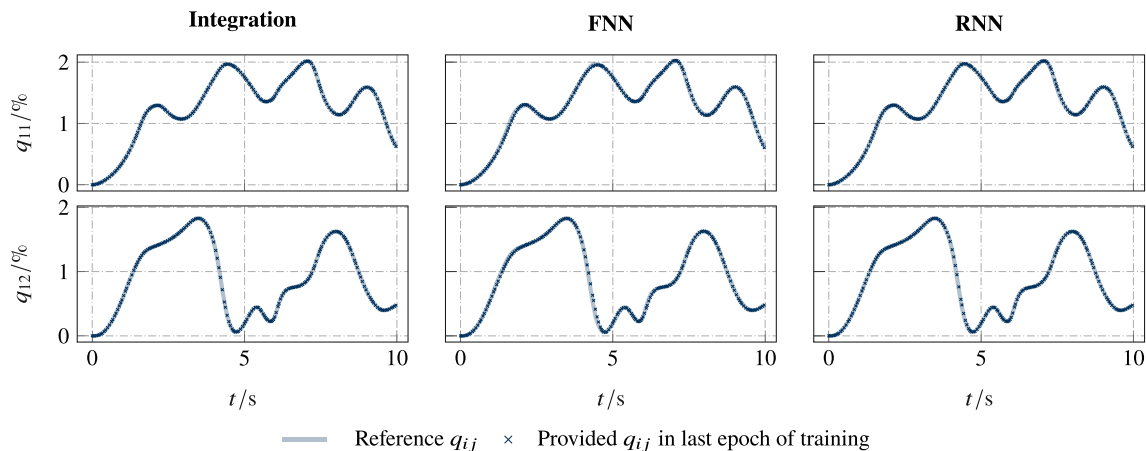 Integration FNN RNN
q11/%
2
1
0
q12/%
2
1
0
0 5 10 0 5 10 0 5 10
t/s t/s t/s
Reference qij Provided qij in last epoch of training